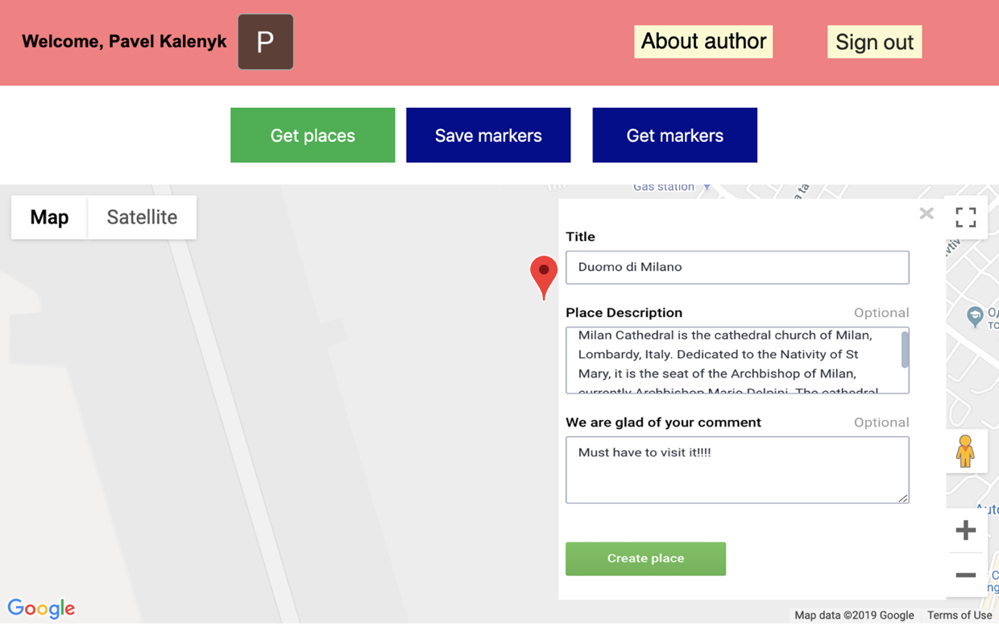 Welcome, Pavel Kalenyk
P
About author
Sign out
Get places
Save markers
Get markers
Gas station
Map
Satellite
Title
Duomo di Milano
Place Description
Optional
Milan Cathedral is the cathedral church of Milan,
Lombardy, Italy. Dedicated to the Nativity of St
Mary, it is the seat of the Archbishop of Milan,
currently Archbishop Mario Delpini. The cathedral
We are glad of your comment
Optional
Must have to visit it!!!!
Create place
Google
Map data ©2019 Google
Terms of Use